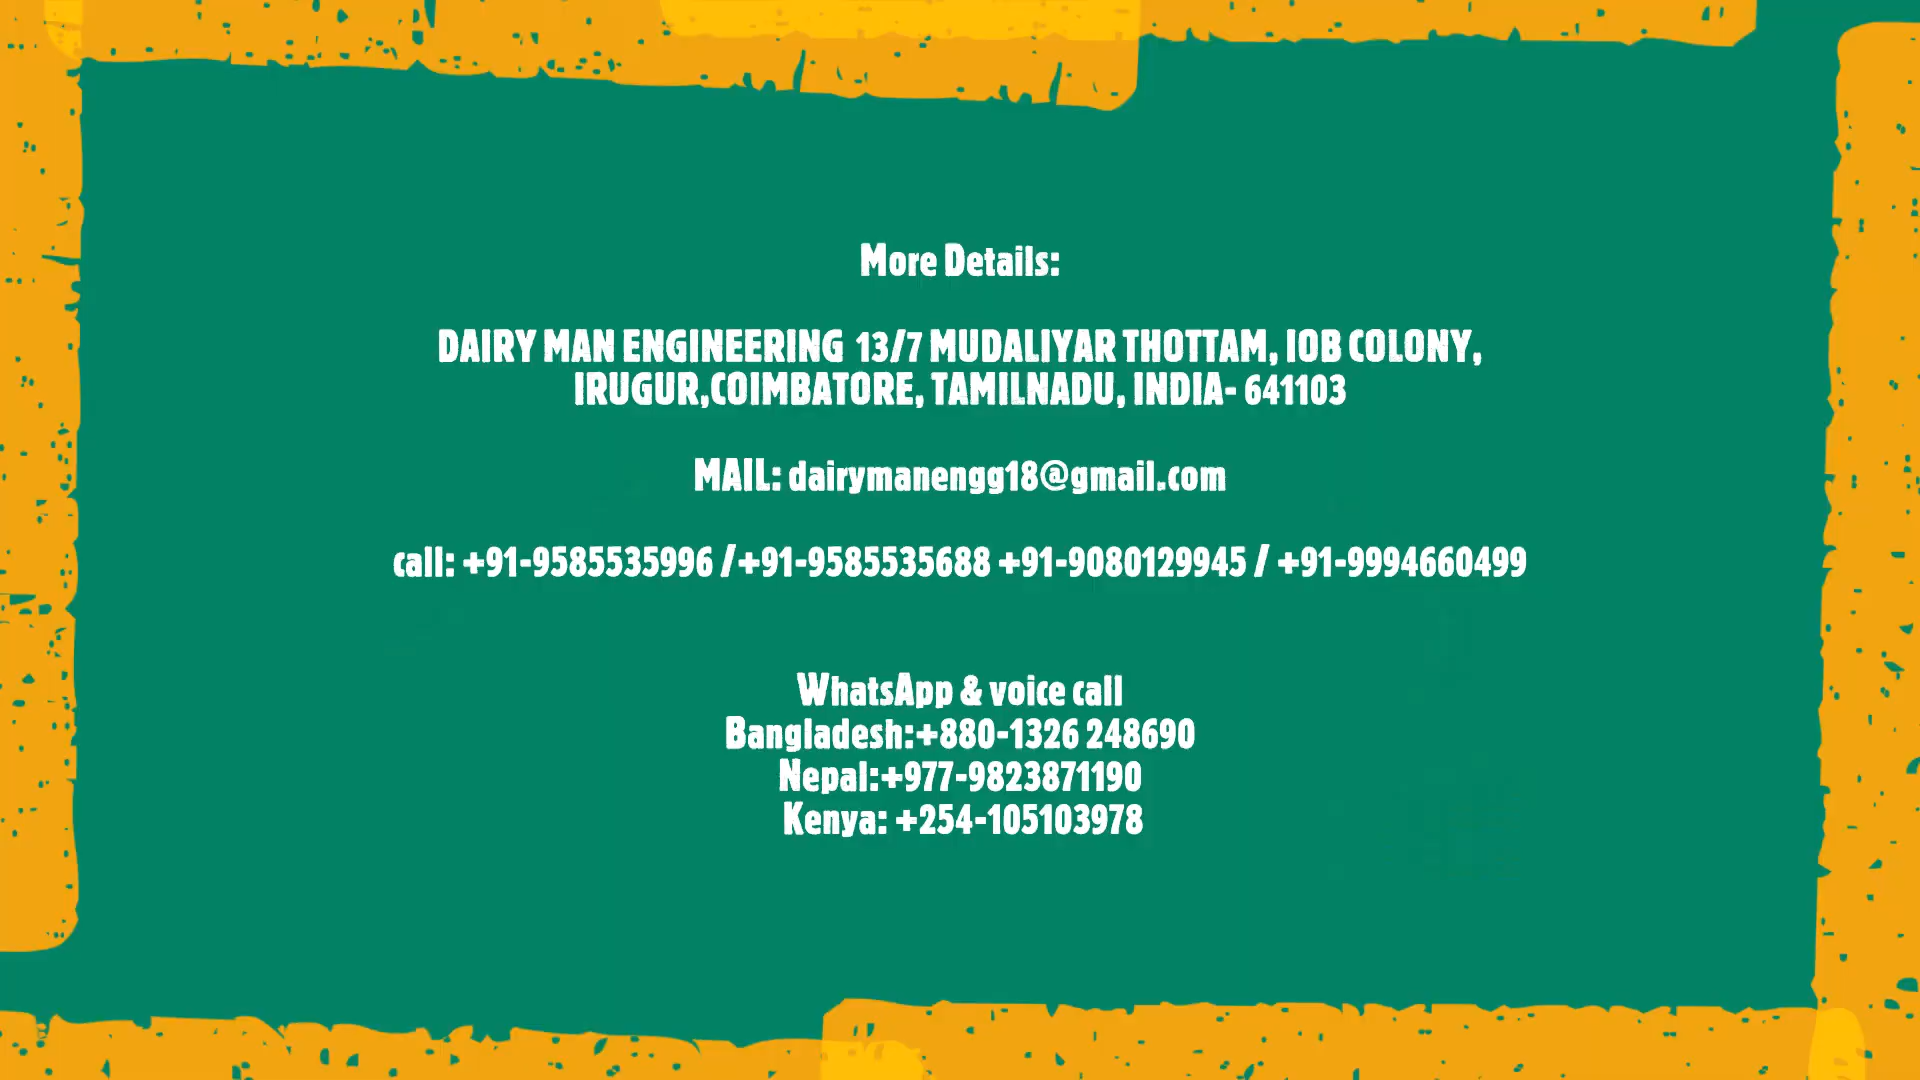 More Details:
DAIRY MAN ENGINEERING 13/7 MUDALIYAR THOTTAM, IOB COLONY,
IRUGUR,COIMBATORE, TAMILNADU, INDIA- 641103
MAIL: dairymanengg18@gmail.com
call: +91-9585535996 /+91-9585535688 +91-9080129945 / +91-9994660499
WhatsApp & voice call
Bangladesh:+880-1326 248690
Nepal:+977-9823871190
Kenya: +254-105103978